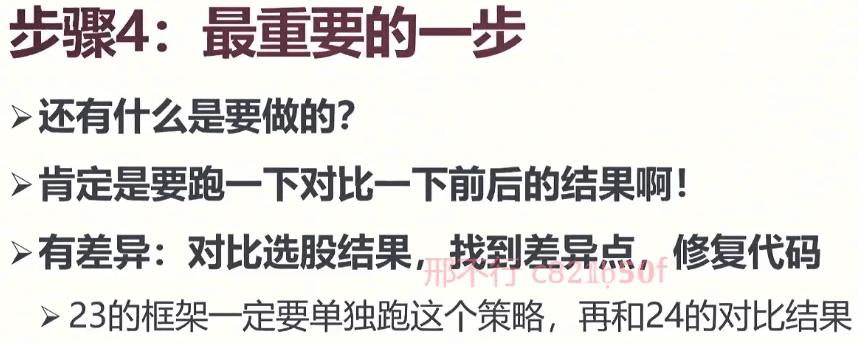 步骤4：最重要的一步
➢还有什么是要做的？
➢肯定是要跑一下对比一下前后的结果啊！
➢有差异：对比选股结果，找到差异点，修复代码
邢不行
➢23的框架一定要单独跑这个策略，再和24的对比结果